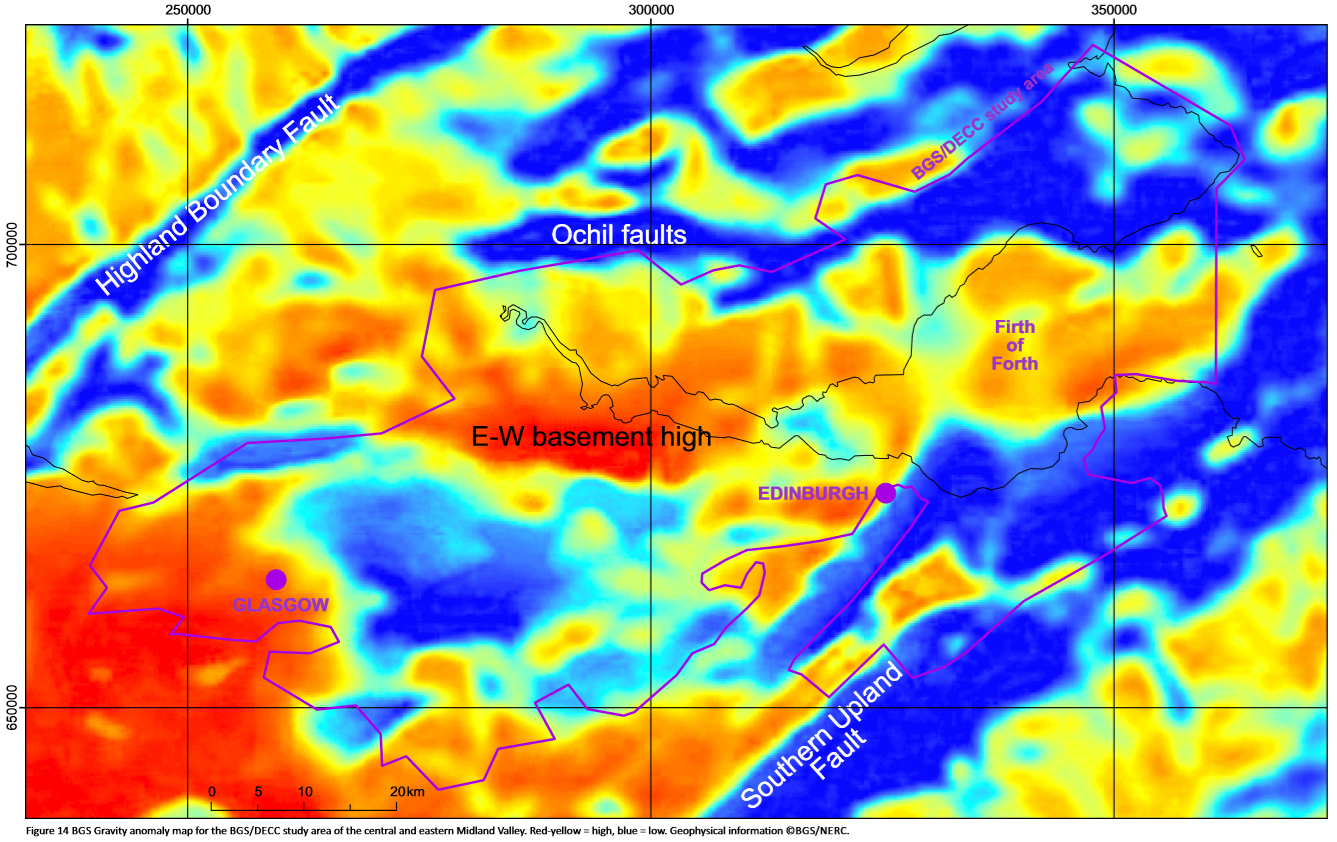 250000
300000
350000
BGS/DECC study area
Highland Boundary Fault
700000
Ochil faults
Firth
of
Forth
E-W basement high
EDINBURGH
GLASGOW
650000
Southern Upland
Fault
0 5 10 20km
Figure 14 BGS Gravity anomaly map for the BGS/DECC study area of the central and eastern Midland Valley. Red-yellow = high, blue = low. Geophysical information ©BGS/NERC.